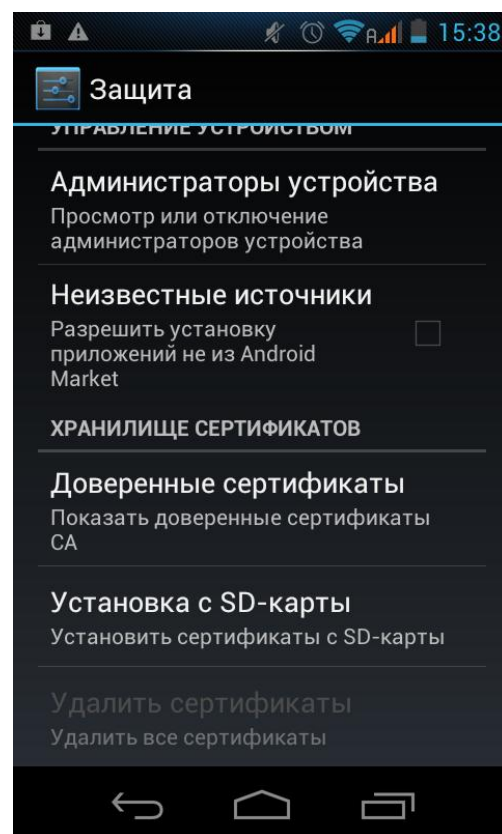 15:38
Защита
УПРАВЛЕНИЕ УСТРОЙСТВОМ
Администраторы устройства
Просмотр или отключение
администраторов устройства
Неизвестные источники
Разрешить установку
приложений не из Android
Market
ХРАНИЛИЩЕ СЕРТИФИКАТОВ
Доверенные сертификаты
Показать доверенные сертификаты
CA
Установка с SD-карты
Установить сертификаты с SD-карты
Удалить сертификаты
Удалить все сертификаты